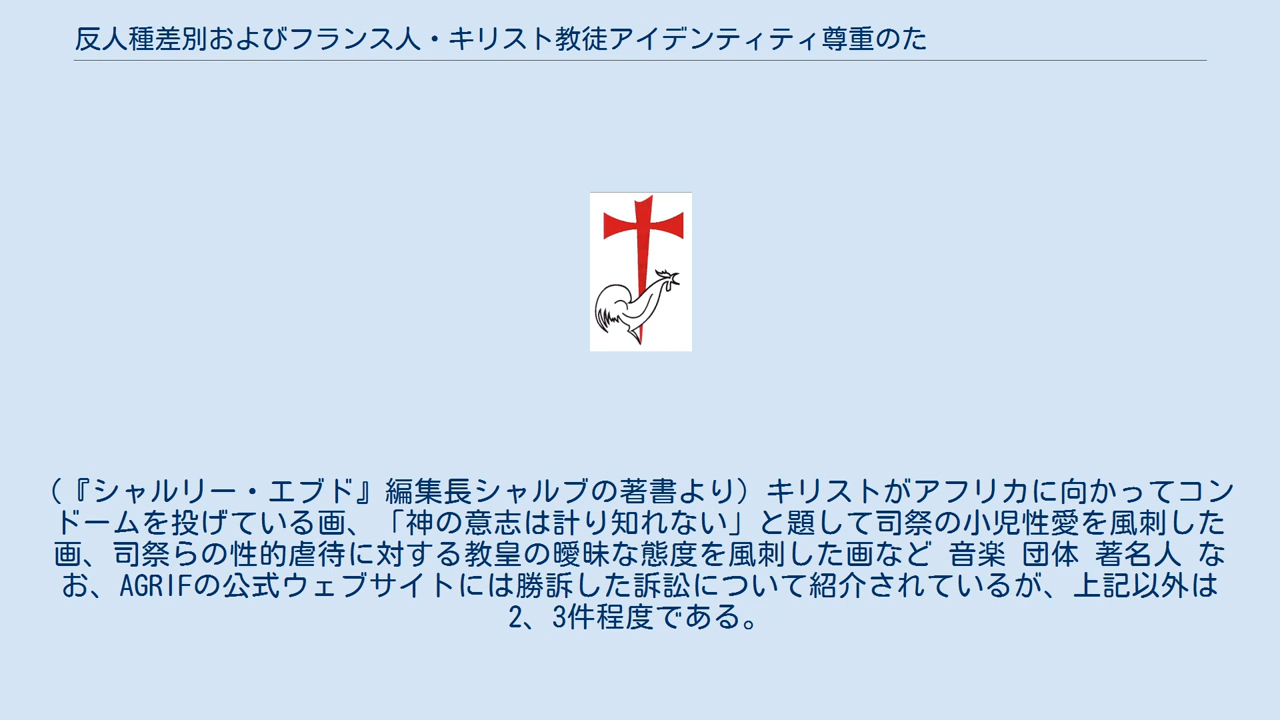 反人種差別およびフランス人・キリスト教徒アイデンティティ尊重のた
（『シャルリー・エブド』編集長シャルブの著書より）キリストがアフリカに向かってコン
ドームを投げている画、「神の意志は計り知れない」と題して司祭の小児性愛を風刺した
画、司祭らの性的虐待に対する教皇の曖昧な態度を風刺した画など 音楽 団体 著名人 な
お、AGRIFの公式ウェブサイトには勝訴した訴訟について紹介されているが、上記以外は
2、3件程度である。